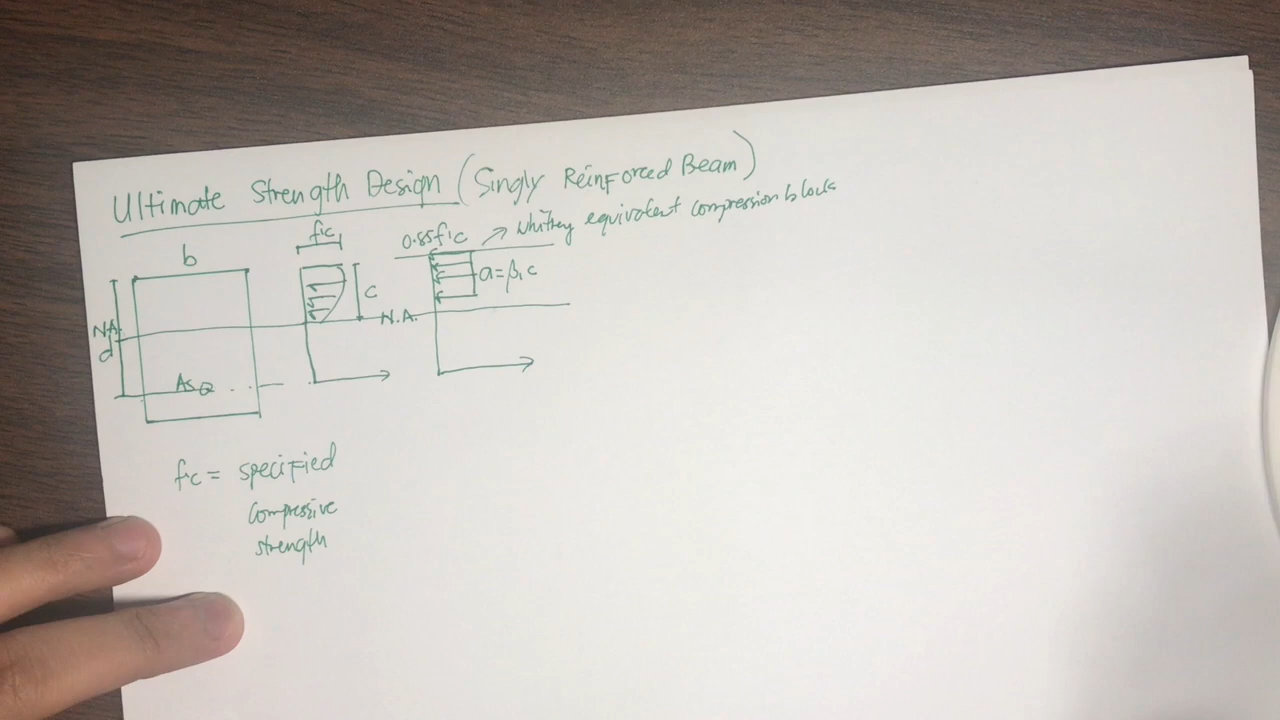 Ultimate Strength Design (Singly Reinforced Beam)
b
f'c
0.85f'c → Whitney equivalent compression block
a=β₁c
c
N.A.
N.A.
d
As
f'c = specified
compressive
strength